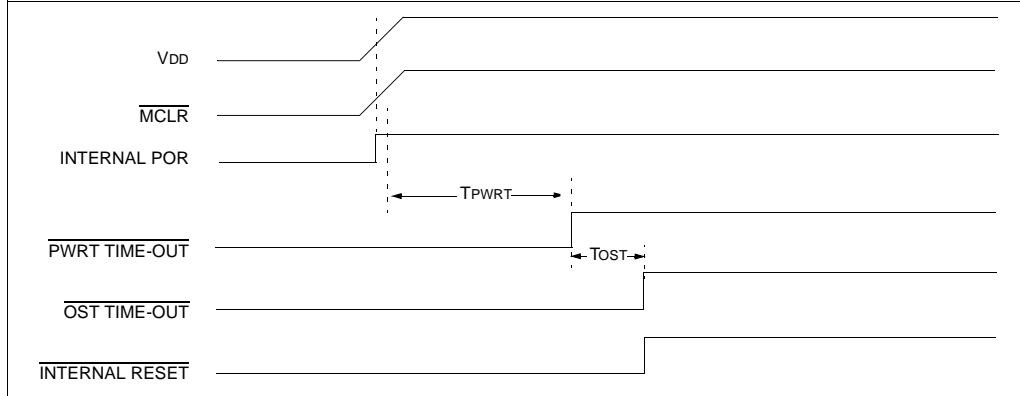 VDD
MCLR
INTERNAL POR
TPWRT
PWRT TIME-OUT
TOST
OST TIME-OUT
INTERNAL RESET